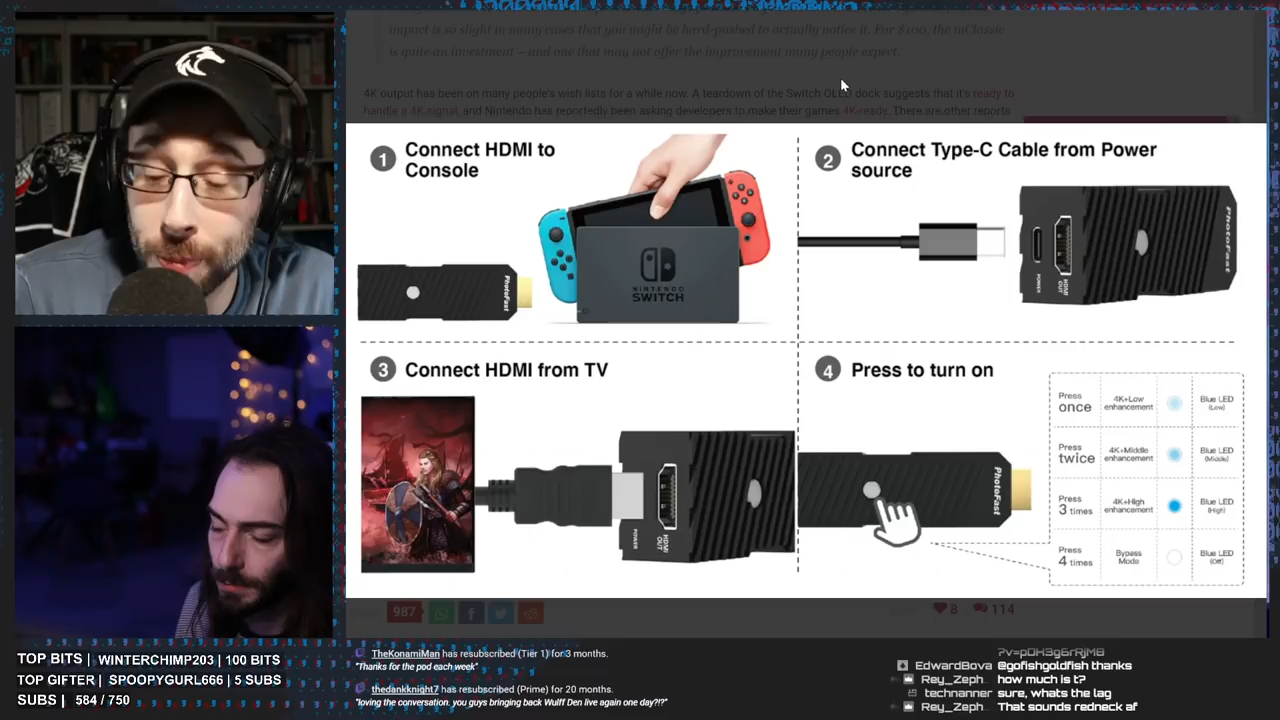 impact is so slight in many cases that you might be hard-pushed to actually notice it. For $100, the mClassic
is quite an investment – and one that may not offer the improvement many people expect.
4K output has been on many people's wish lists for a while now. A teardown of the Switch OLED dock suggests that it's ready to
handle a 4K signal, and Nintendo has reportedly been asking developers to make their games 4K-ready. There are other reports
1 Connect HDMI to
Console
PhotoFast
NINTENDO
SWITCH
2 Connect Type-C Cable from Power
source
POWER
HDMI
OUT
PhotoFast
3 Connect HDMI from TV
POWER
HDMI
OUT
4 Press to turn on
PhotoFast
Press
once
4K+Low
enhancement
Blue LED
(Low)
Press
twice
4K+Middle
enhancement
Blue LED
(Middle)
Press
3
times
4K+High
enhancement
Blue LED
(High)
Press
4
times
Bypass
Mode
Blue LED
(Off)
987
8 114
TOP BITS | WINTERCHIMP203 | 100 BITS
TOP GIFTER | SPOOPYGURL666 | 5 SUBS
SUBS | 584 / 750
TheKonamiMan has resubscribed (Tier 1) for 3 months.
"Thanks for the pod each week"
thedankknight7 has resubscribed (Prime) for 20 months.
"loving the conversation. you guys bringing back Wulff Den live again one day?!?"
EdwardBova @gofishgoldfish thanks
Rey_Zeph how much is it?
technanner sure, whats the lag
Rey_Zeph That sounds redneck af